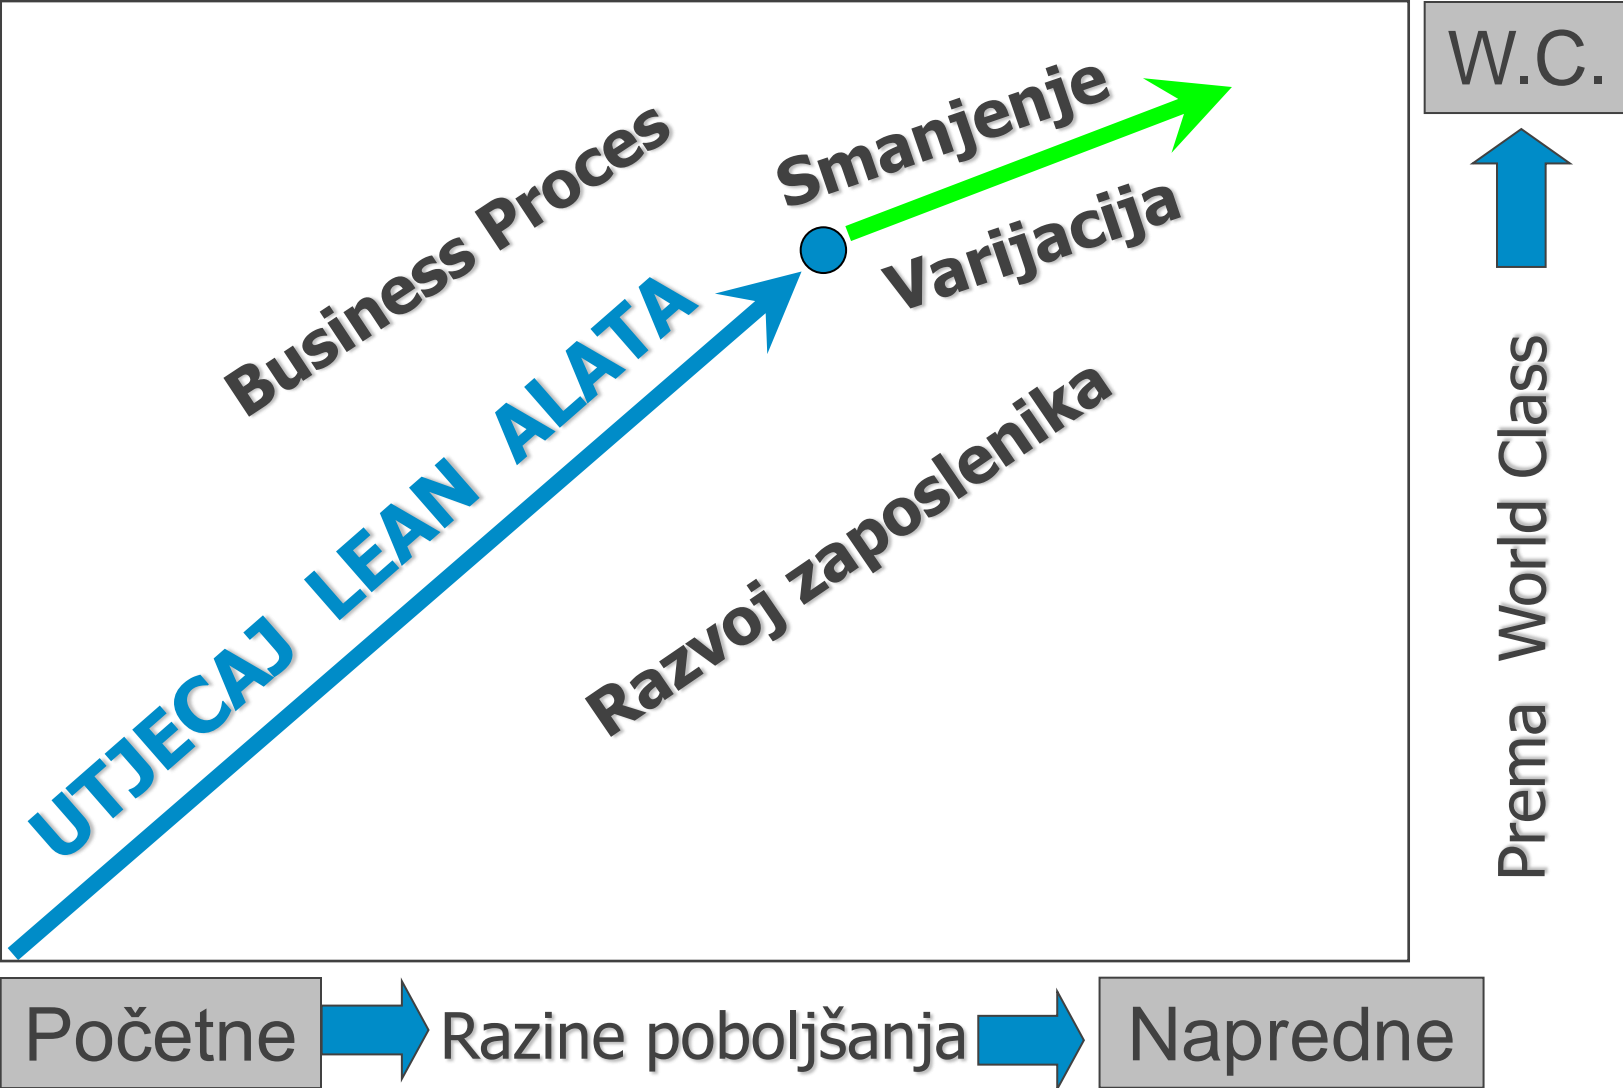 W.C.
Smanjenje
Business Proces
Varijacija
UTJECAJ LEAN ALATA
Razvoj zaposlenika
Prema World Class
Početne
Razine poboljšanja
Napredne